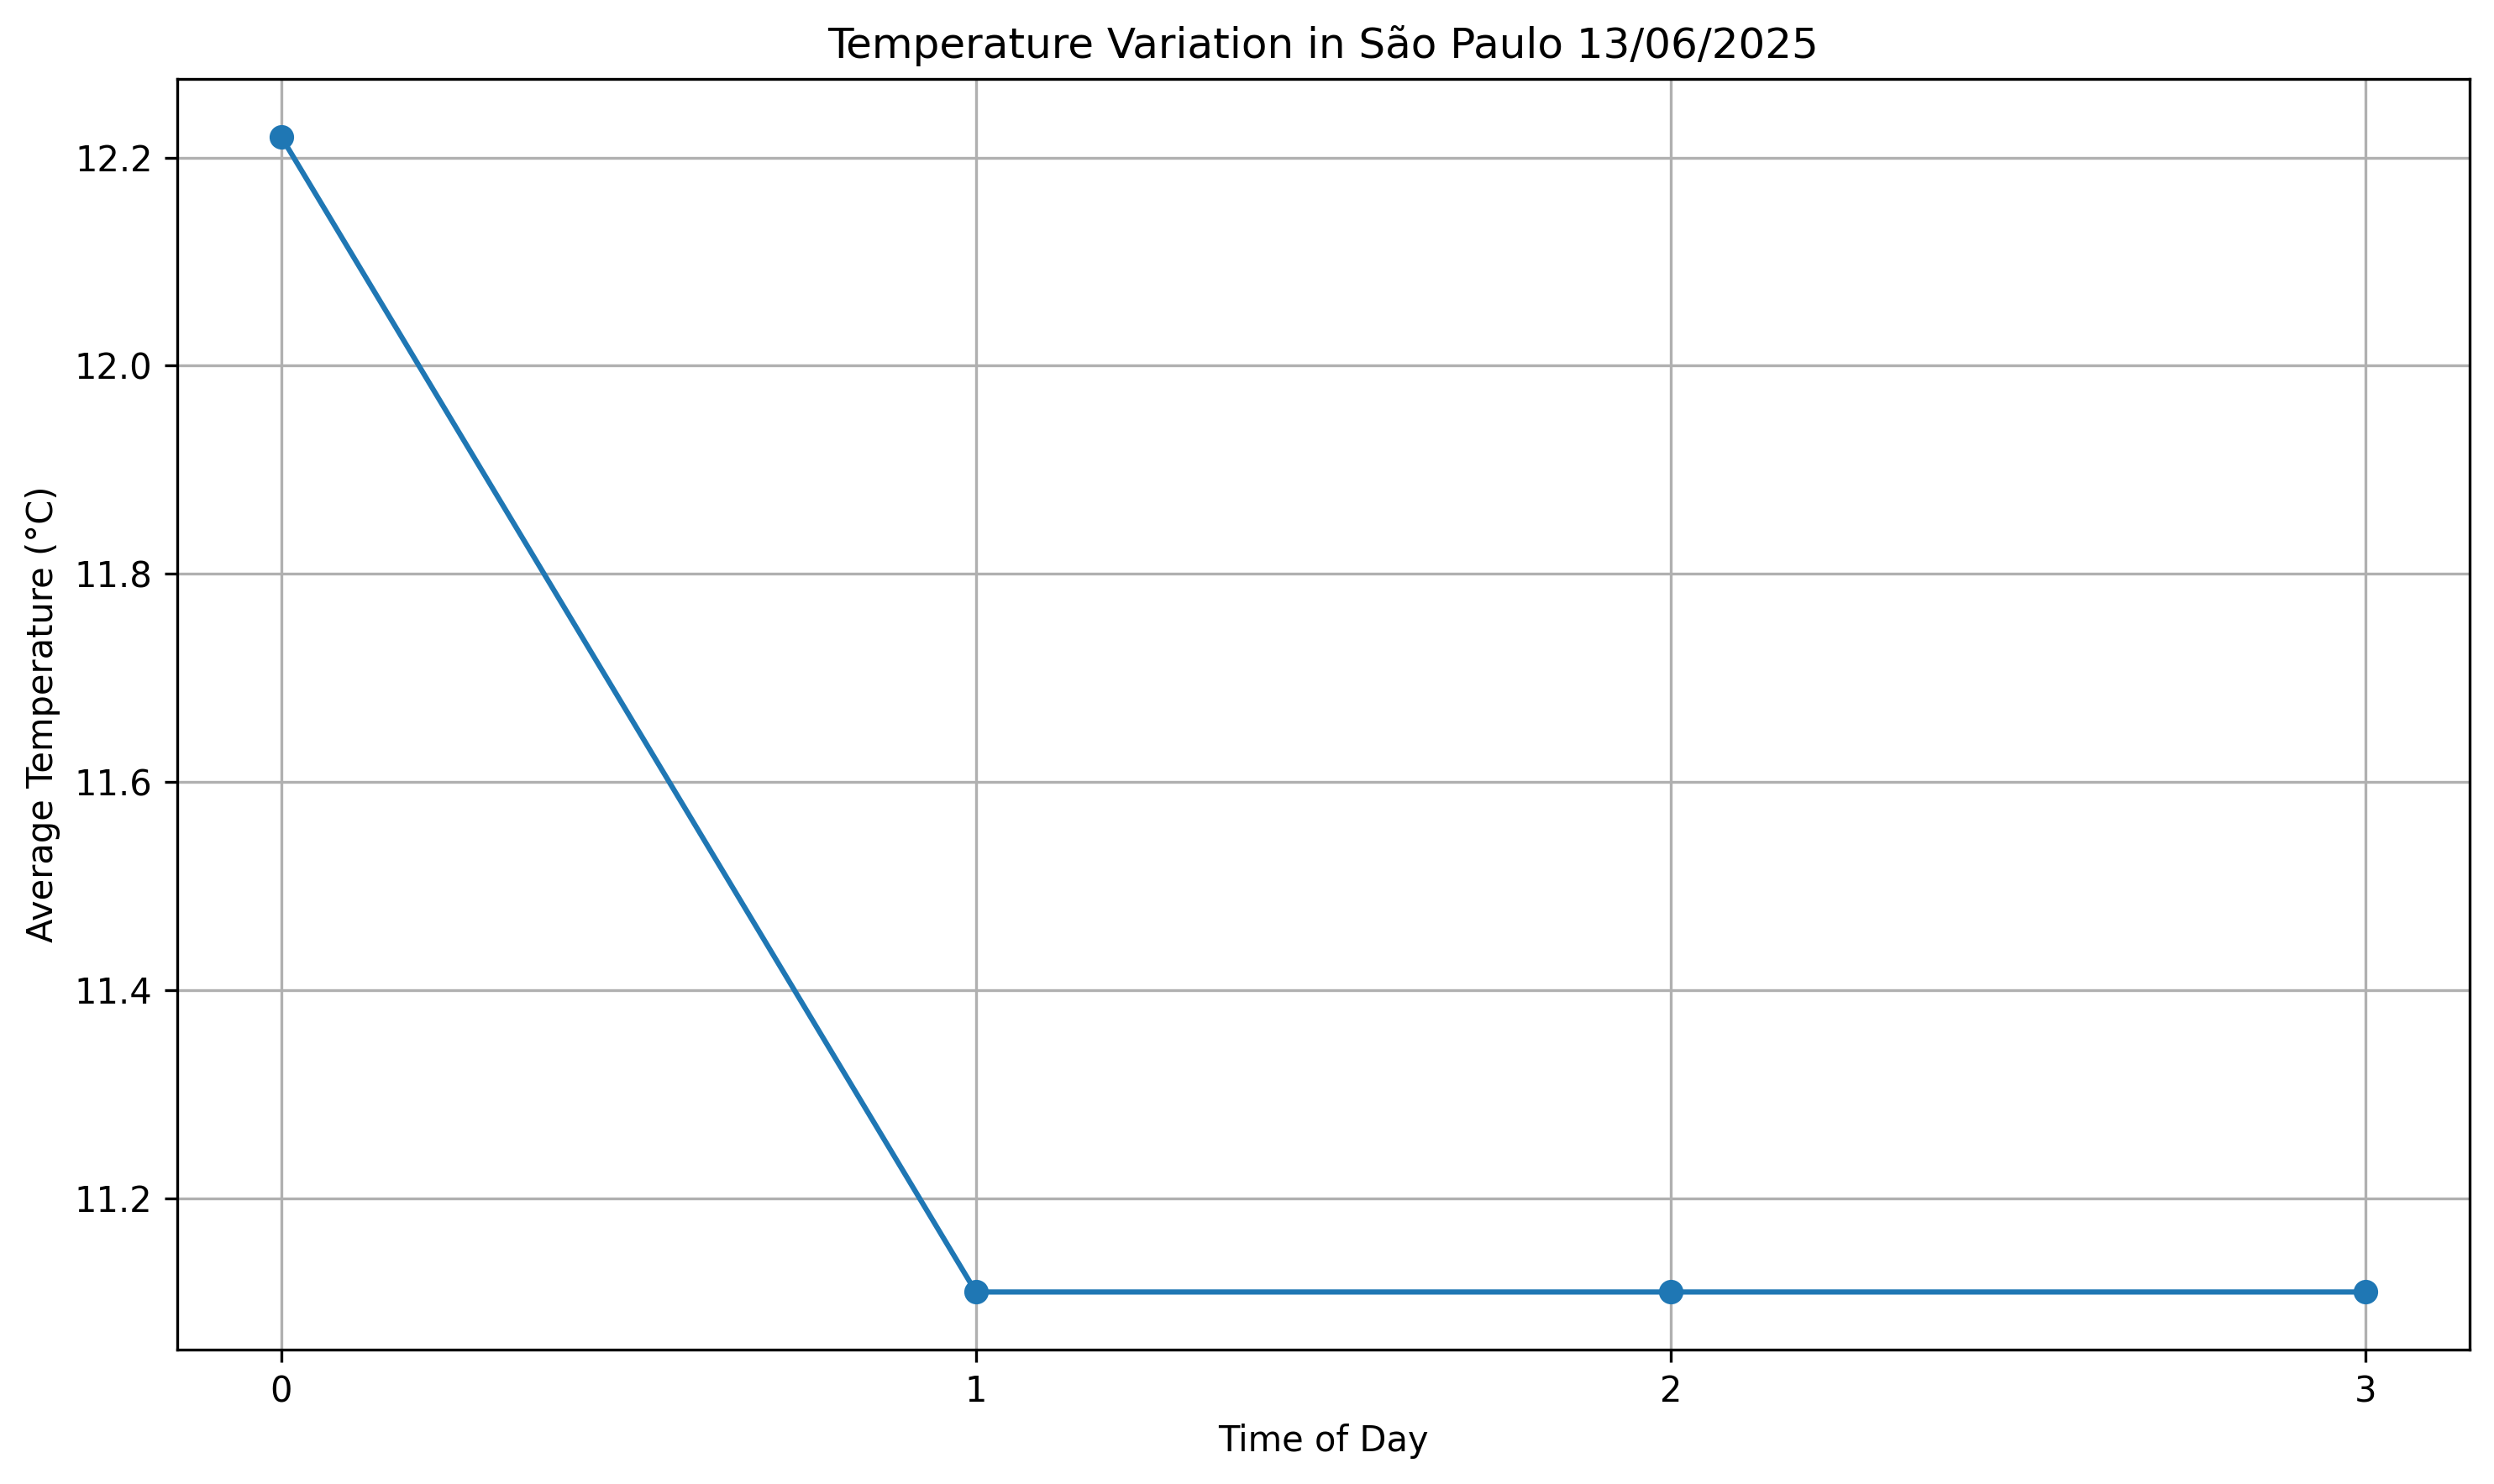 Temperature Variation in São Paulo 13/06/2025
Average Temperature (°C)
12.2
12.0
11.8
11.6
11.4
11.2
0 1 2 3
Time of Day